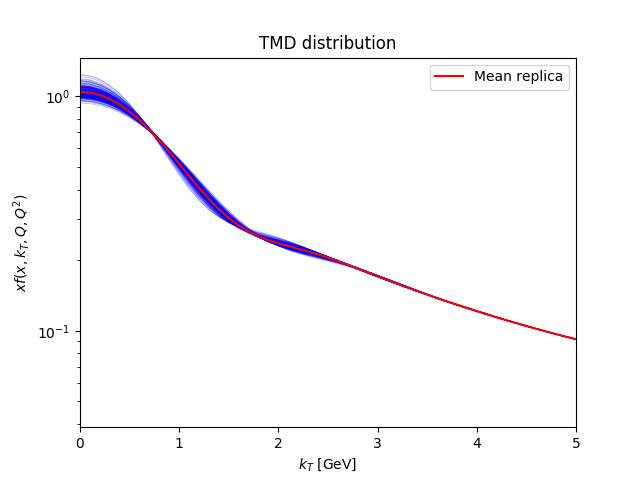 TMD distribution
Mean replica
10⁰
10⁻¹
xf(x, k_T, Q, Q²)
0 1 2 3 4 5
k_T [GeV]